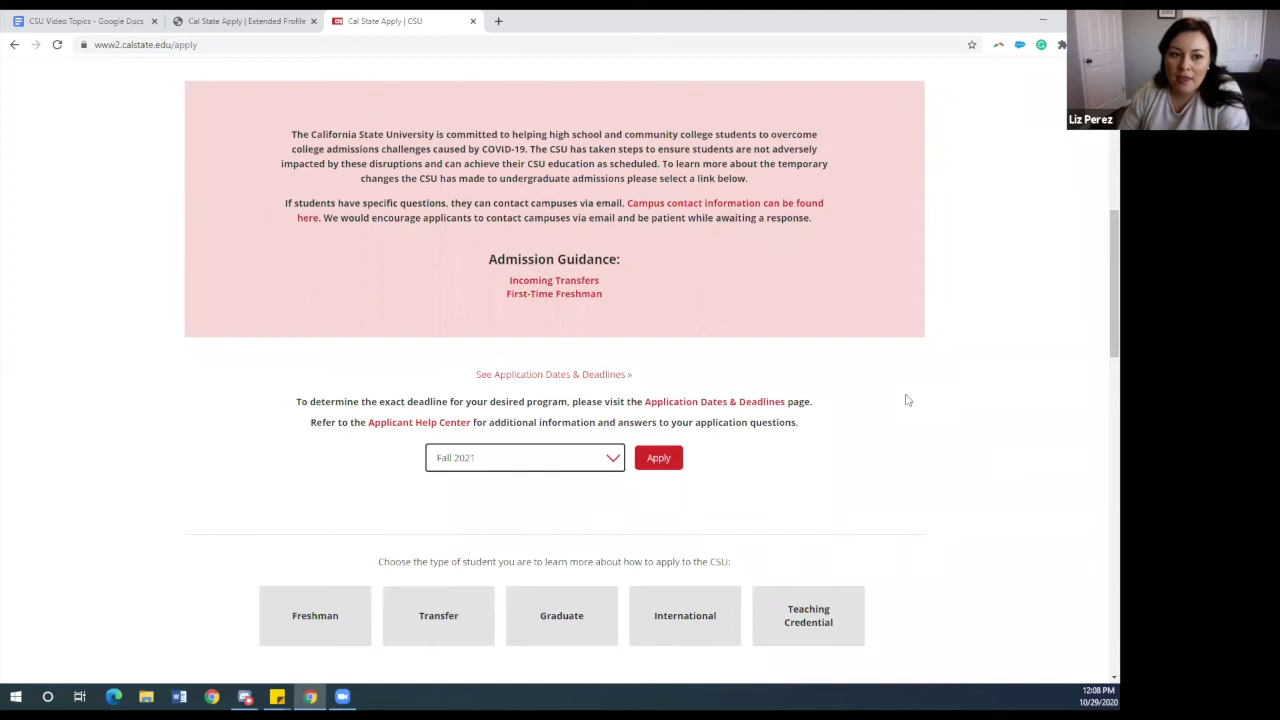 CSU Video Topics - Google Docs
Cal State Apply | Extended Profile
Cal State Apply | CSU
www2.calstate.edu/apply
Liz Perez
The California State University is committed to helping high school and community college students to overcome
college admissions challenges caused by COVID-19. The CSU has taken steps to ensure students are not adversely
impacted by these disruptions and can achieve their CSU education as scheduled. To learn more about the temporary
changes the CSU has made to undergraduate admissions please select a link below.
If students have specific questions, they can contact campuses via email. Campus contact information can be found
here. We would encourage applicants to contact campuses via email and be patient while awaiting a response.
Admission Guidance:
Incoming Transfers
First-Time Freshman
See Application Dates & Deadlines »
To determine the exact deadline for your desired program, please visit the Application Dates & Deadlines page.
Refer to the Applicant Help Center for additional information and answers to your application questions.
Fall 2021
Apply
Choose the type of student you are to learn more about how to apply to the CSU:
Freshman
Transfer
Graduate
International
Teaching
Credential
12:08 PM
10/29/2020